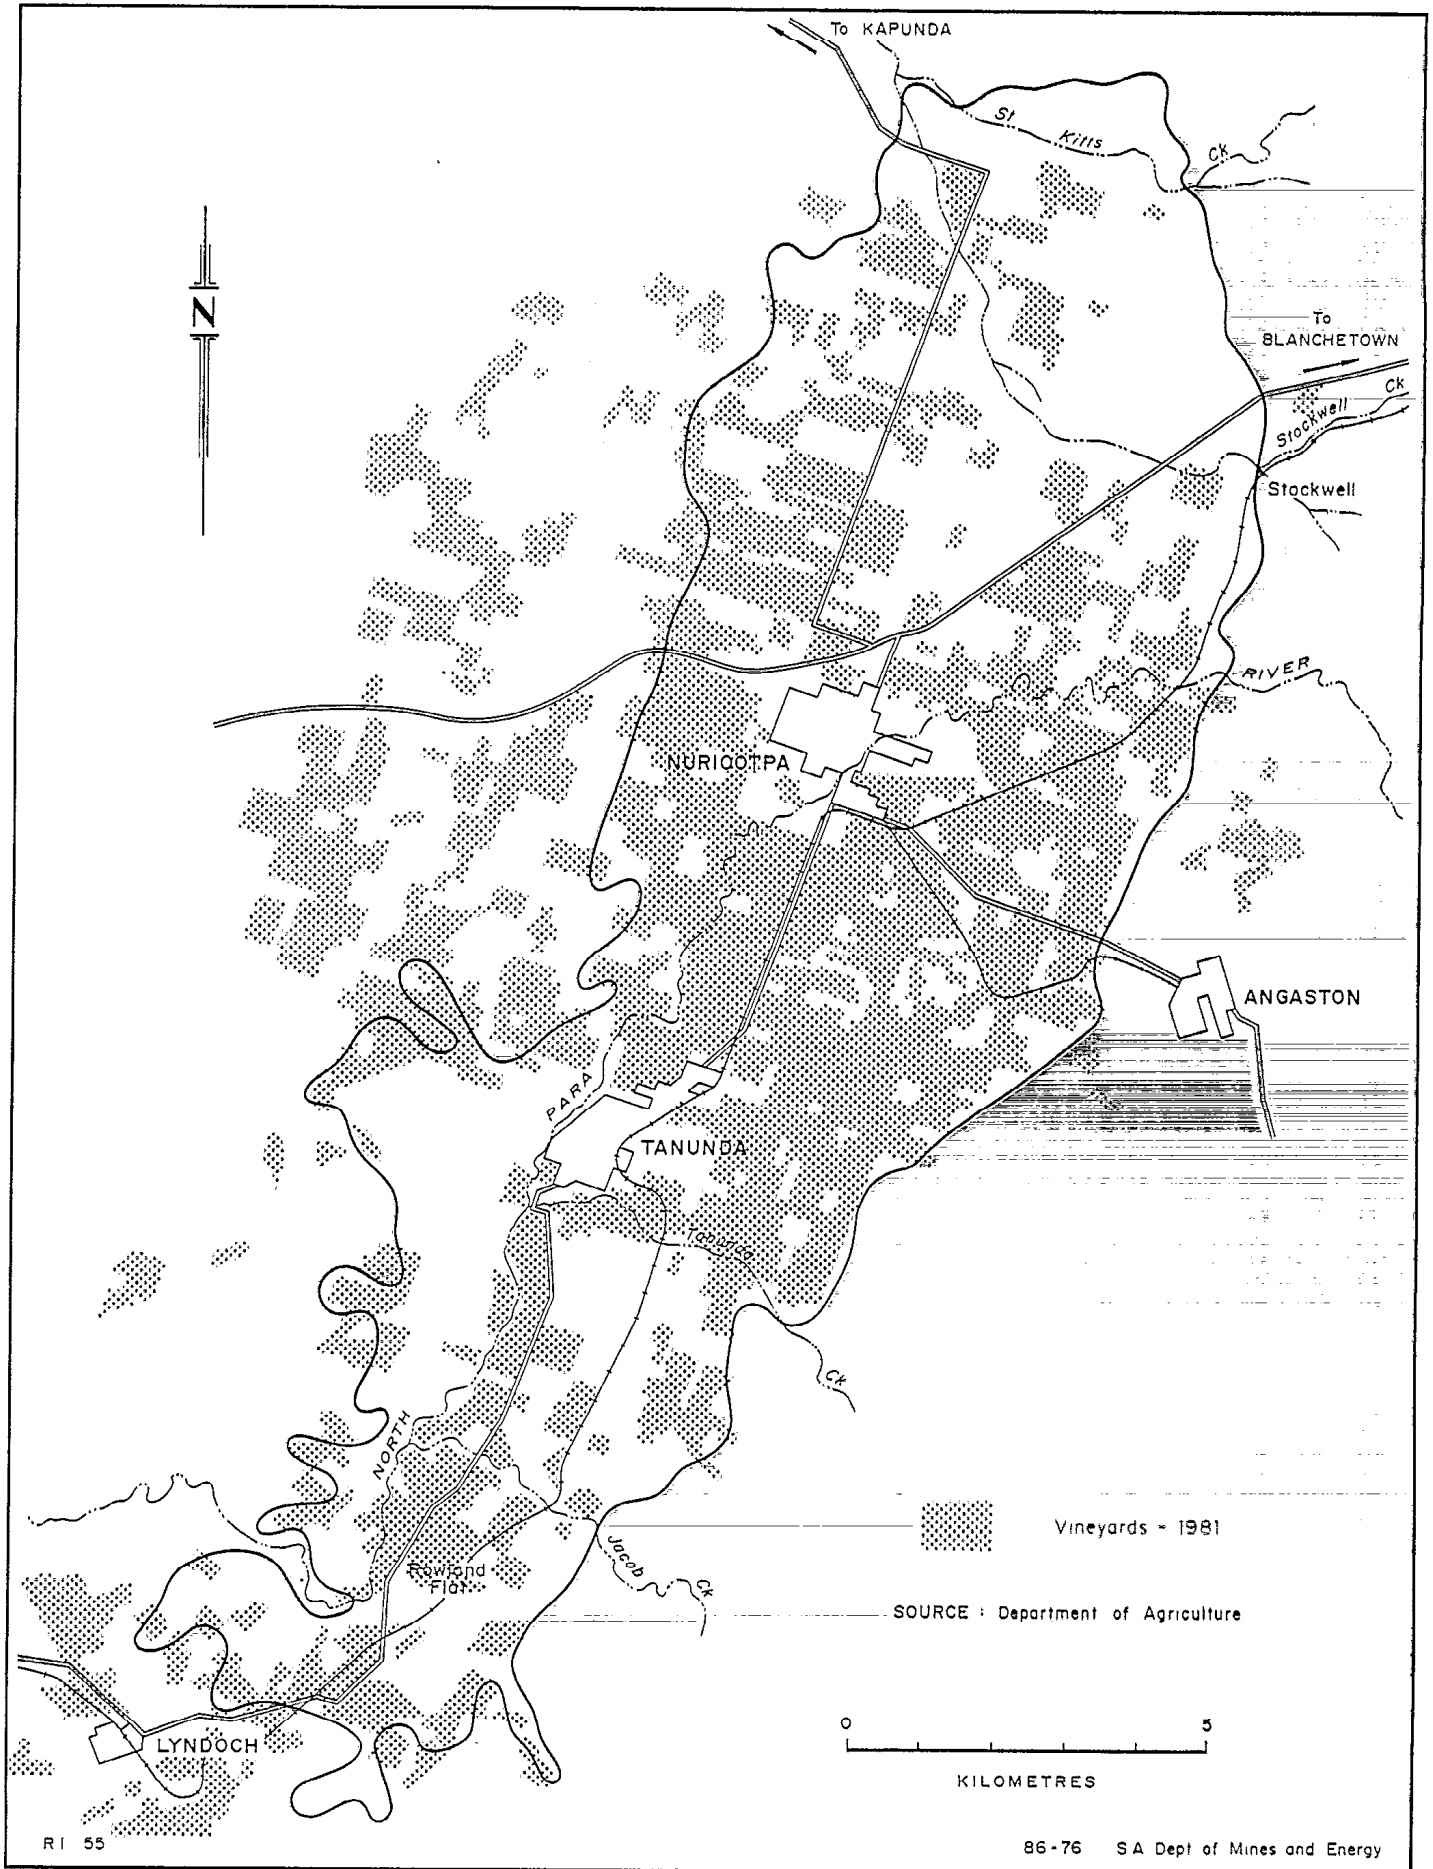 To KAPUNDA
St Kitts Ck
N
To
BLANCHETOWN
Stockwell Ck
Stockwell
RIVER
NURIOOTPA
ANGASTON
PARA
TANUNDA
Tanunda
Ck
NORTH
Vineyards - 1981
Jacob Ck
Rowland
Flat
SOURCE : Department of Agriculture
LYNDOCH
0 5
KILOMETRES
RI 55
86-76 SA Dept of Mines and Energy